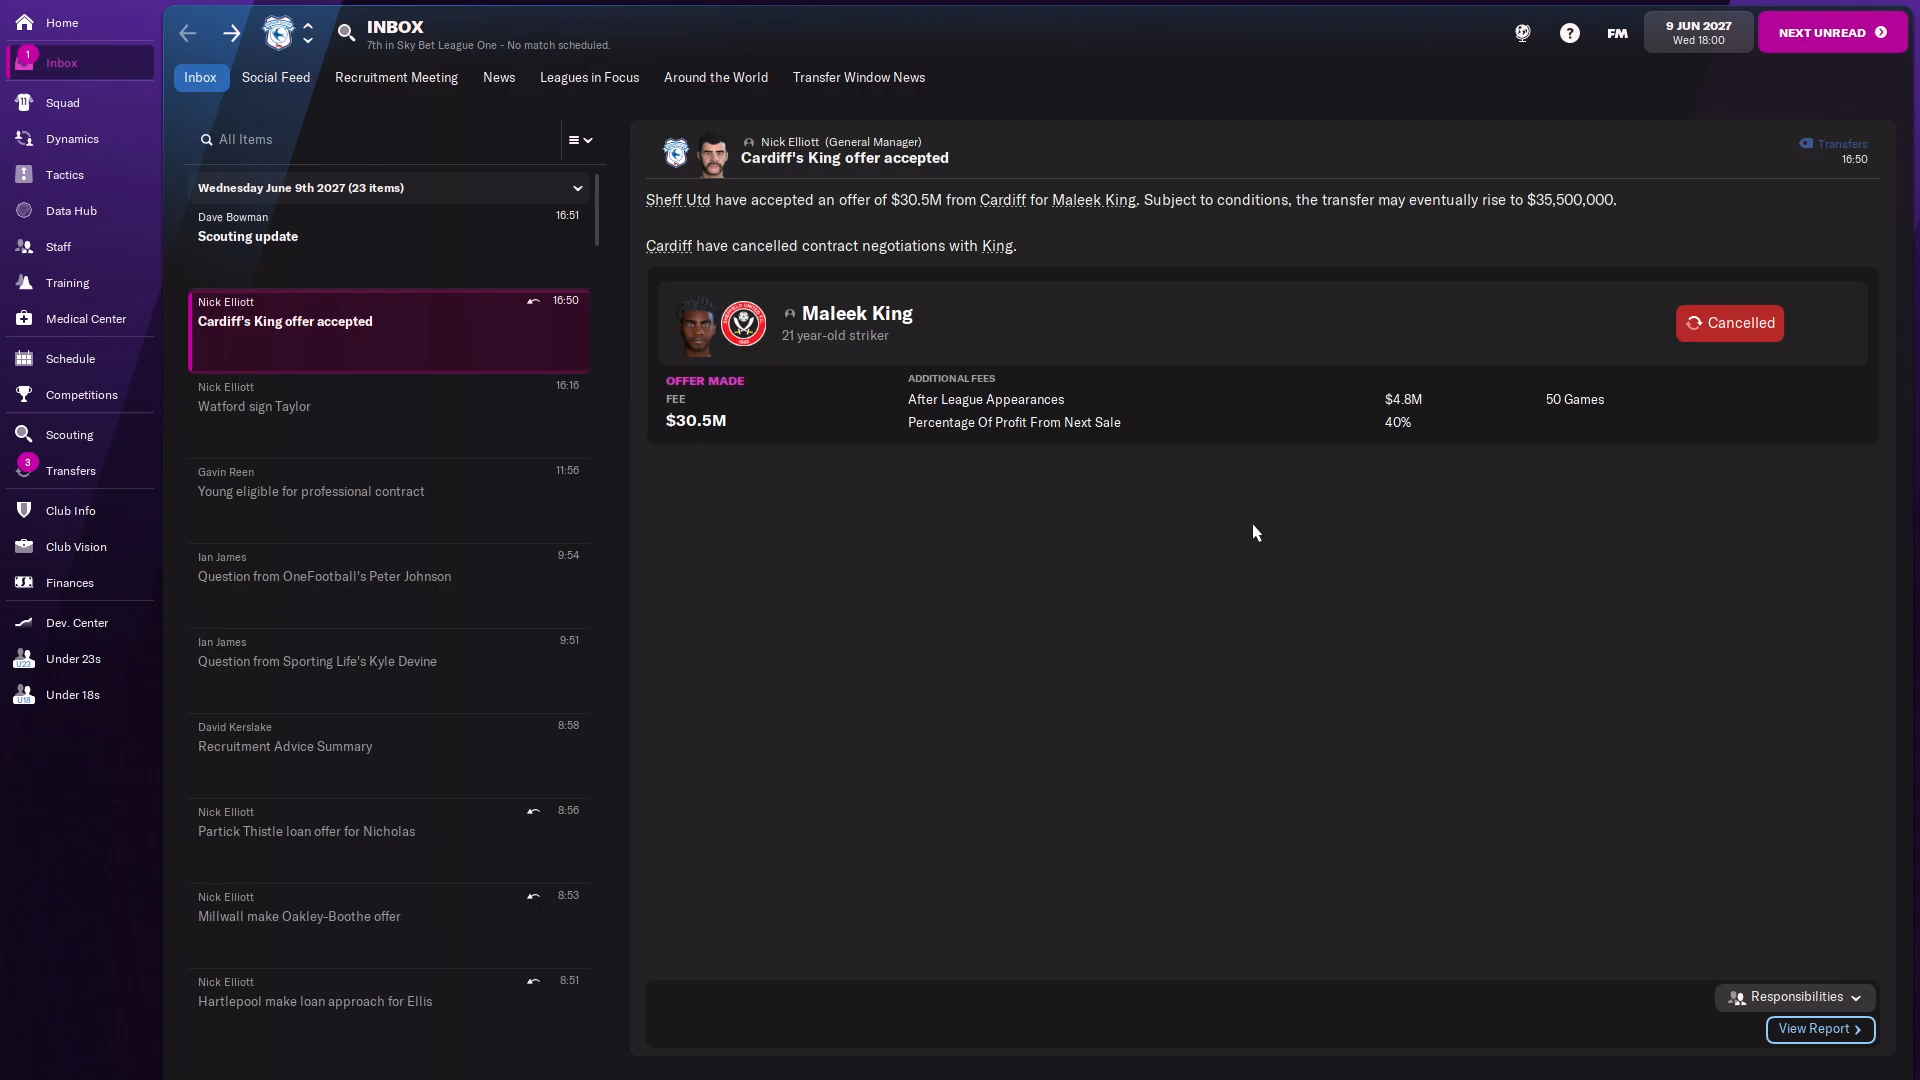 Home
1
Inbox
Squad
Dynamics
Tactics
Data Hub
Staff
Training
Medical Center
Schedule
Competitions
Scouting
3
Transfers
Club Info
Club Vision
Finances
Dev. Center
U23
Under 23s
U18
Under 18s
INBOX
7th in Sky Bet League One - No match scheduled.
FM
9 JUN 2027
Wed 18:00
NEXT UNREAD
Inbox
Social Feed
Recruitment Meeting
News
Leagues in Focus
Around the World
Transfer Window News
All Items
Wednesday June 9th 2027 (23 items)
Dave Bowman 16:51
Scouting update
Nick Elliott 16:50
Cardiff's King offer accepted
Nick Elliott 16:16
Watford sign Taylor
Gavin Reen 11:56
Young eligible for professional contract
Ian James 9:54
Question from OneFootball's Peter Johnson
Ian James 9:51
Question from Sporting Life's Kyle Devine
David Kerslake 8:58
Recruitment Advice Summary
Nick Elliott 8:56
Partick Thistle loan offer for Nicholas
Nick Elliott 8:53
Millwall make Oakley-Boothe offer
Nick Elliott 8:51
Hartlepool make loan approach for Ellis
Nick Elliott (General Manager)
Cardiff's King offer accepted
Transfers
16:50
Sheff Utd have accepted an offer of $30.5M from Cardiff for Maleek King. Subject to conditions, the transfer may eventually rise to $35,500,000.
Cardiff have cancelled contract negotiations with King.
Maleek King
21 year-old striker
Cancelled
OFFER MADE
FEE
$30.5M
ADDITIONAL FEES
After League Appearances $4.8M 50 Games
Percentage Of Profit From Next Sale 40%
Responsibilities
View Report